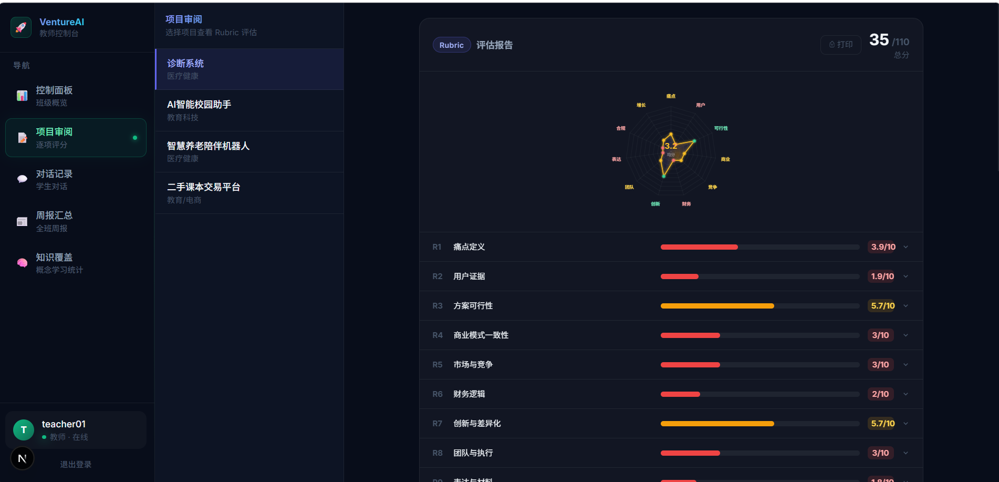 VentureAI
教师控制台
导航
控制面板
班级概览
项目审阅
逐项评分
对话记录
学生对话
周报汇总
全班周报
知识覆盖
概念学习统计
T
teacher01
教师 · 在线
N
退出登录
项目审阅
选择项目查看 Rubric 评估
诊断系统
医疗健康
AI智能校园助手
教育科技
智慧养老陪伴机器人
医疗健康
二手课本交易平台
教育/电商
Rubric 评估报告
打印
35 /110
总分
痛点
用户
可行性
商业
竞争
财务
创新
团队
表达
合规
增长
3.2
均分
R1 痛点定义 3.9/10
R2 用户证据 1.9/10
R3 方案可行性 5.7/10
R4 商业模式一致性 3/10
R5 市场与竞争 3/10
R6 财务逻辑 2/10
R7 创新与差异化 5.7/10
R8 团队与执行 3/10
R9 表达与材料 1.8/10